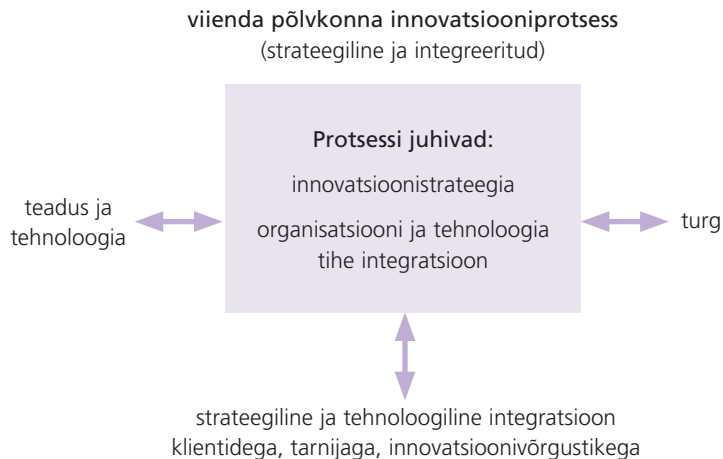 viienda põlvkonna innovatsiooniprotsess
(strateegiline ja integreeritud)
Protsessi juhivad:
innovatsioonistrateegia
organisatsiooni ja tehnoloogia
tihe integratsioon
teadus ja
tehnoloogia
turg
strateegiline ja tehnoloogiline integratsioon
klientidega, tarnijaga, innovatsioonivõrgustikega